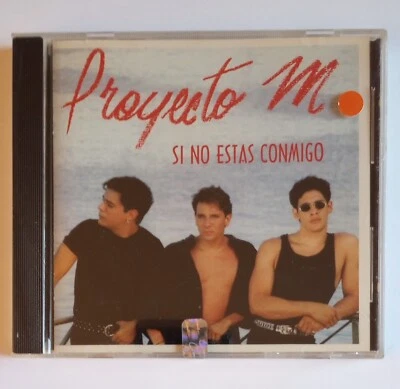 Proyecto M
SI NO ESTAS CONMIGO